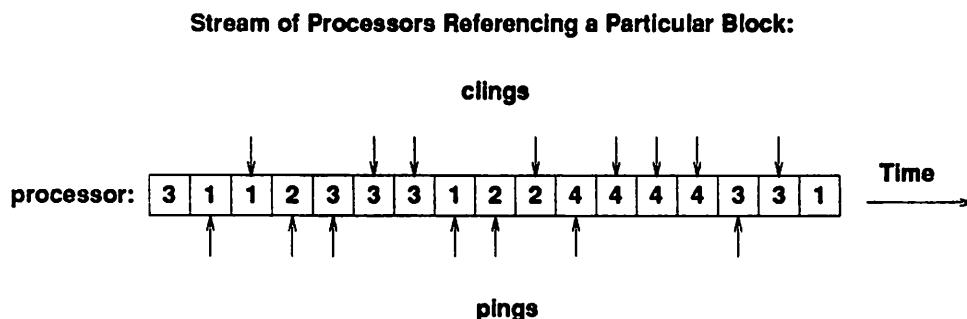 Stream of Processors Referencing a Particular Block:
clings
processor: 3 1 1 2 3 3 3 1 2 2 4 4 4 4 3 3 1 Time
pings